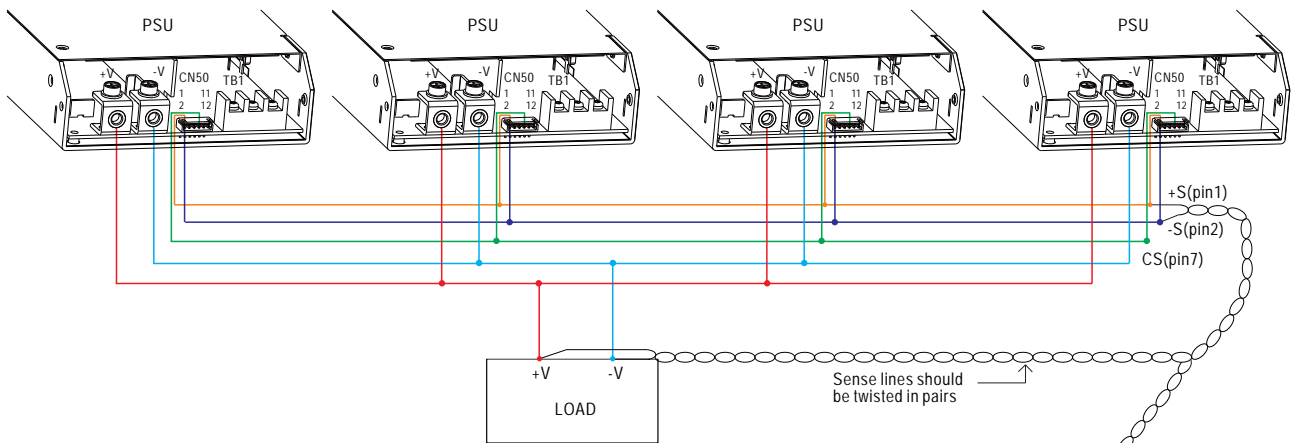 PSU PSU PSU PSU
+V -V CN50 TB1
1 11
2 12
+V -V CN50 TB1
1 11
2 12
+V -V CN50 TB1
1 11
2 12
+V -V CN50 TB1
1 11
2 12
+S(pin1)
-S(pin2)
CS(pin7)
+V -V
LOAD
Sense lines should
be twisted in pairs